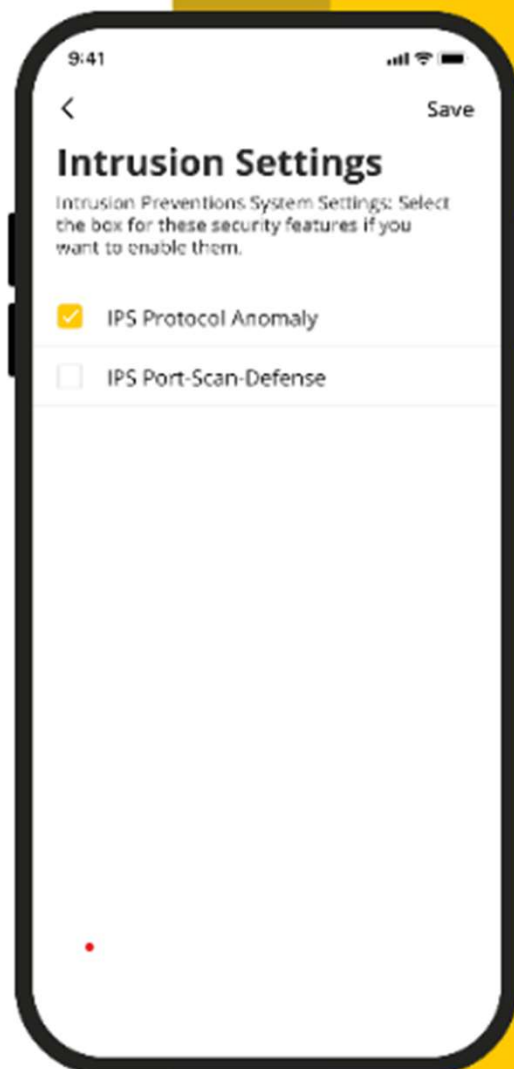 9:41
Save
Intrusion Settings
Intrusion Preventions System Settings: Select
the box for these security features if you
want to enable them.
IPS Protocol Anomaly
IPS Port-Scan-Defense